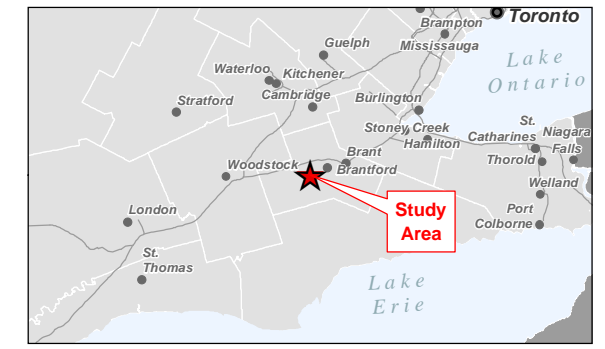 Toronto
Brampton
Mississauga
Guelph
Lake
Ontario
Waterloo
Kitchener
Cambridge
Stratford
Burlington
Stoney Creek
Hamilton
St.
Catharines
Niagara
Falls
Thorold
Brant
Brantford
Woodstock
Welland
Study
Area
Port
Colborne
London
St.
Thomas
Lake
Erie